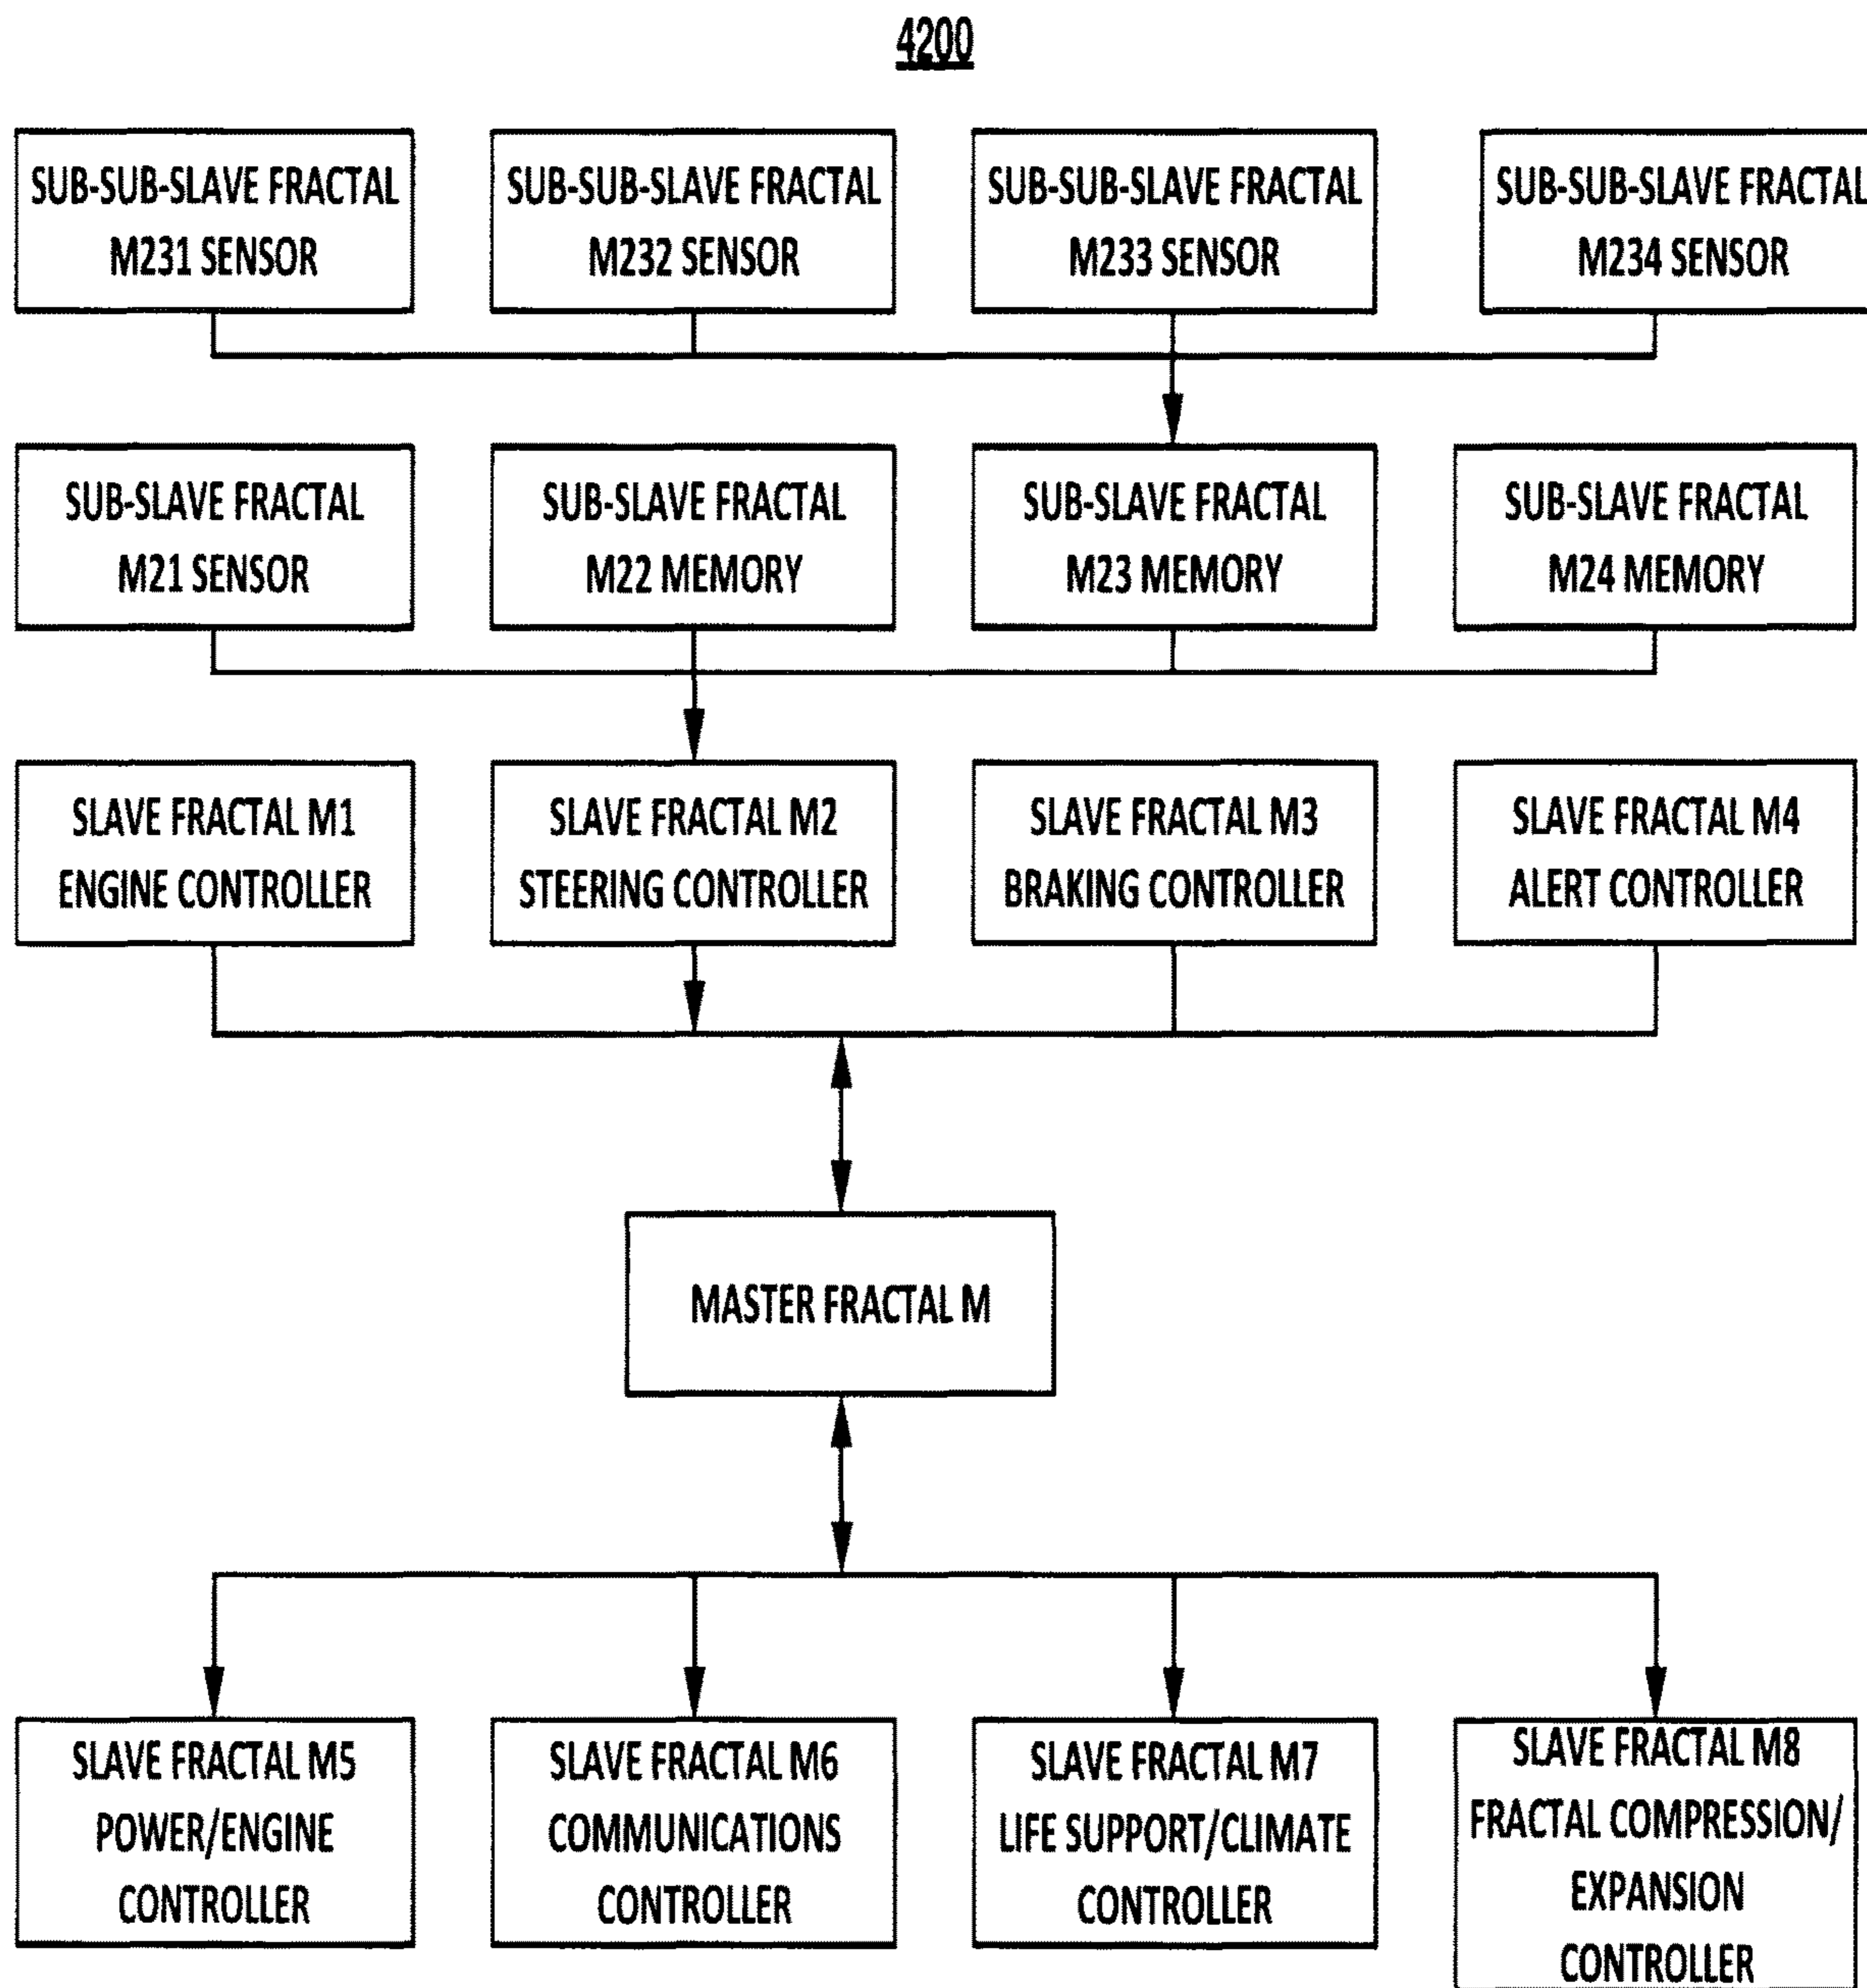 4200
SUB-SUB-SLAVE FRACTAL
M231 SENSOR
SUB-SUB-SLAVE FRACTAL
M232 SENSOR
SUB-SUB-SLAVE FRACTAL
M233 SENSOR
SUB-SUB-SLAVE FRACTAL
M234 SENSOR
SUB-SLAVE FRACTAL
M21 SENSOR
SUB-SLAVE FRACTAL
M22 MEMORY
SUB-SLAVE FRACTAL
M23 MEMORY
SUB-SLAVE FRACTAL
M24 MEMORY
SLAVE FRACTAL M1
ENGINE CONTROLLER
SLAVE FRACTAL M2
STEERING CONTROLLER
SLAVE FRACTAL M3
BRAKING CONTROLLER
SLAVE FRACTAL M4
ALERT CONTROLLER
MASTER FRACTAL M
SLAVE FRACTAL M5
POWER/ENGINE
CONTROLLER
SLAVE FRACTAL M6
COMMUNICATIONS
CONTROLLER
SLAVE FRACTAL M7
LIFE SUPPORT/CLIMATE
CONTROLLER
SLAVE FRACTAL M8
FRACTAL COMPRESSION/
EXPANSION
CONTROLLER